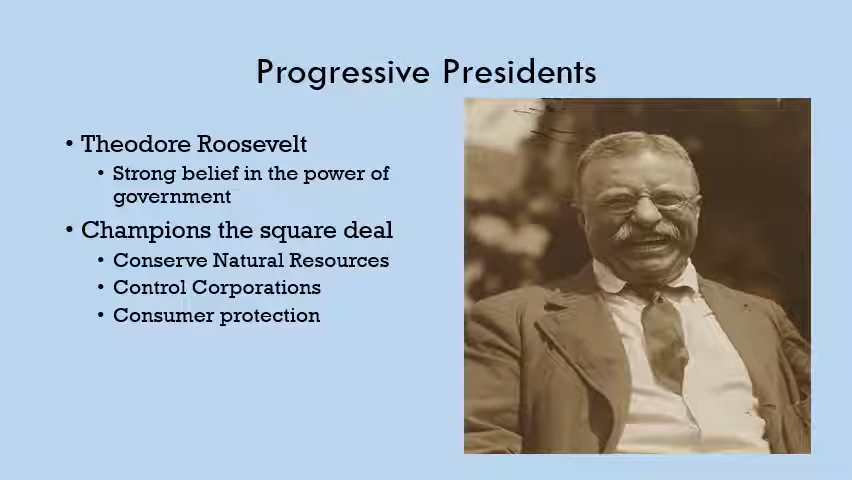 Progressive Presidents
• Theodore Roosevelt
• Strong belief in the power of
government
• Champions the square deal
• Conserve Natural Resources
• Control Corporations
• Consumer protection